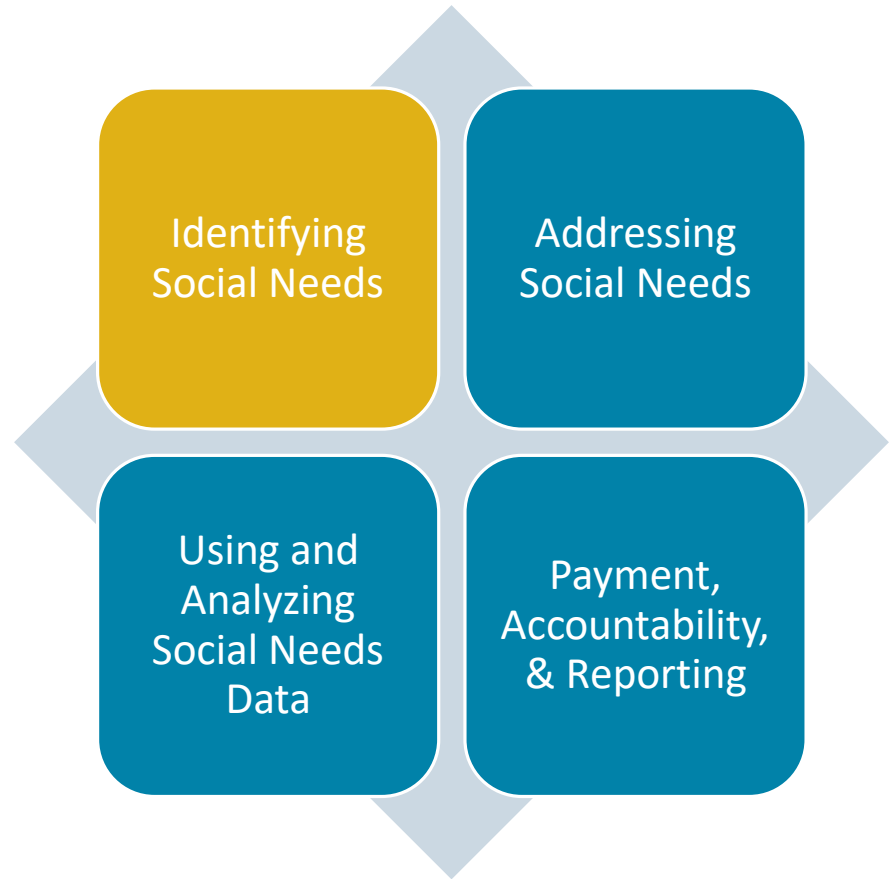 Identifying
Social Needs
Addressing
Social Needs
Using and
Analyzing
Social Needs
Data
Payment,
Accountability,
& Reporting